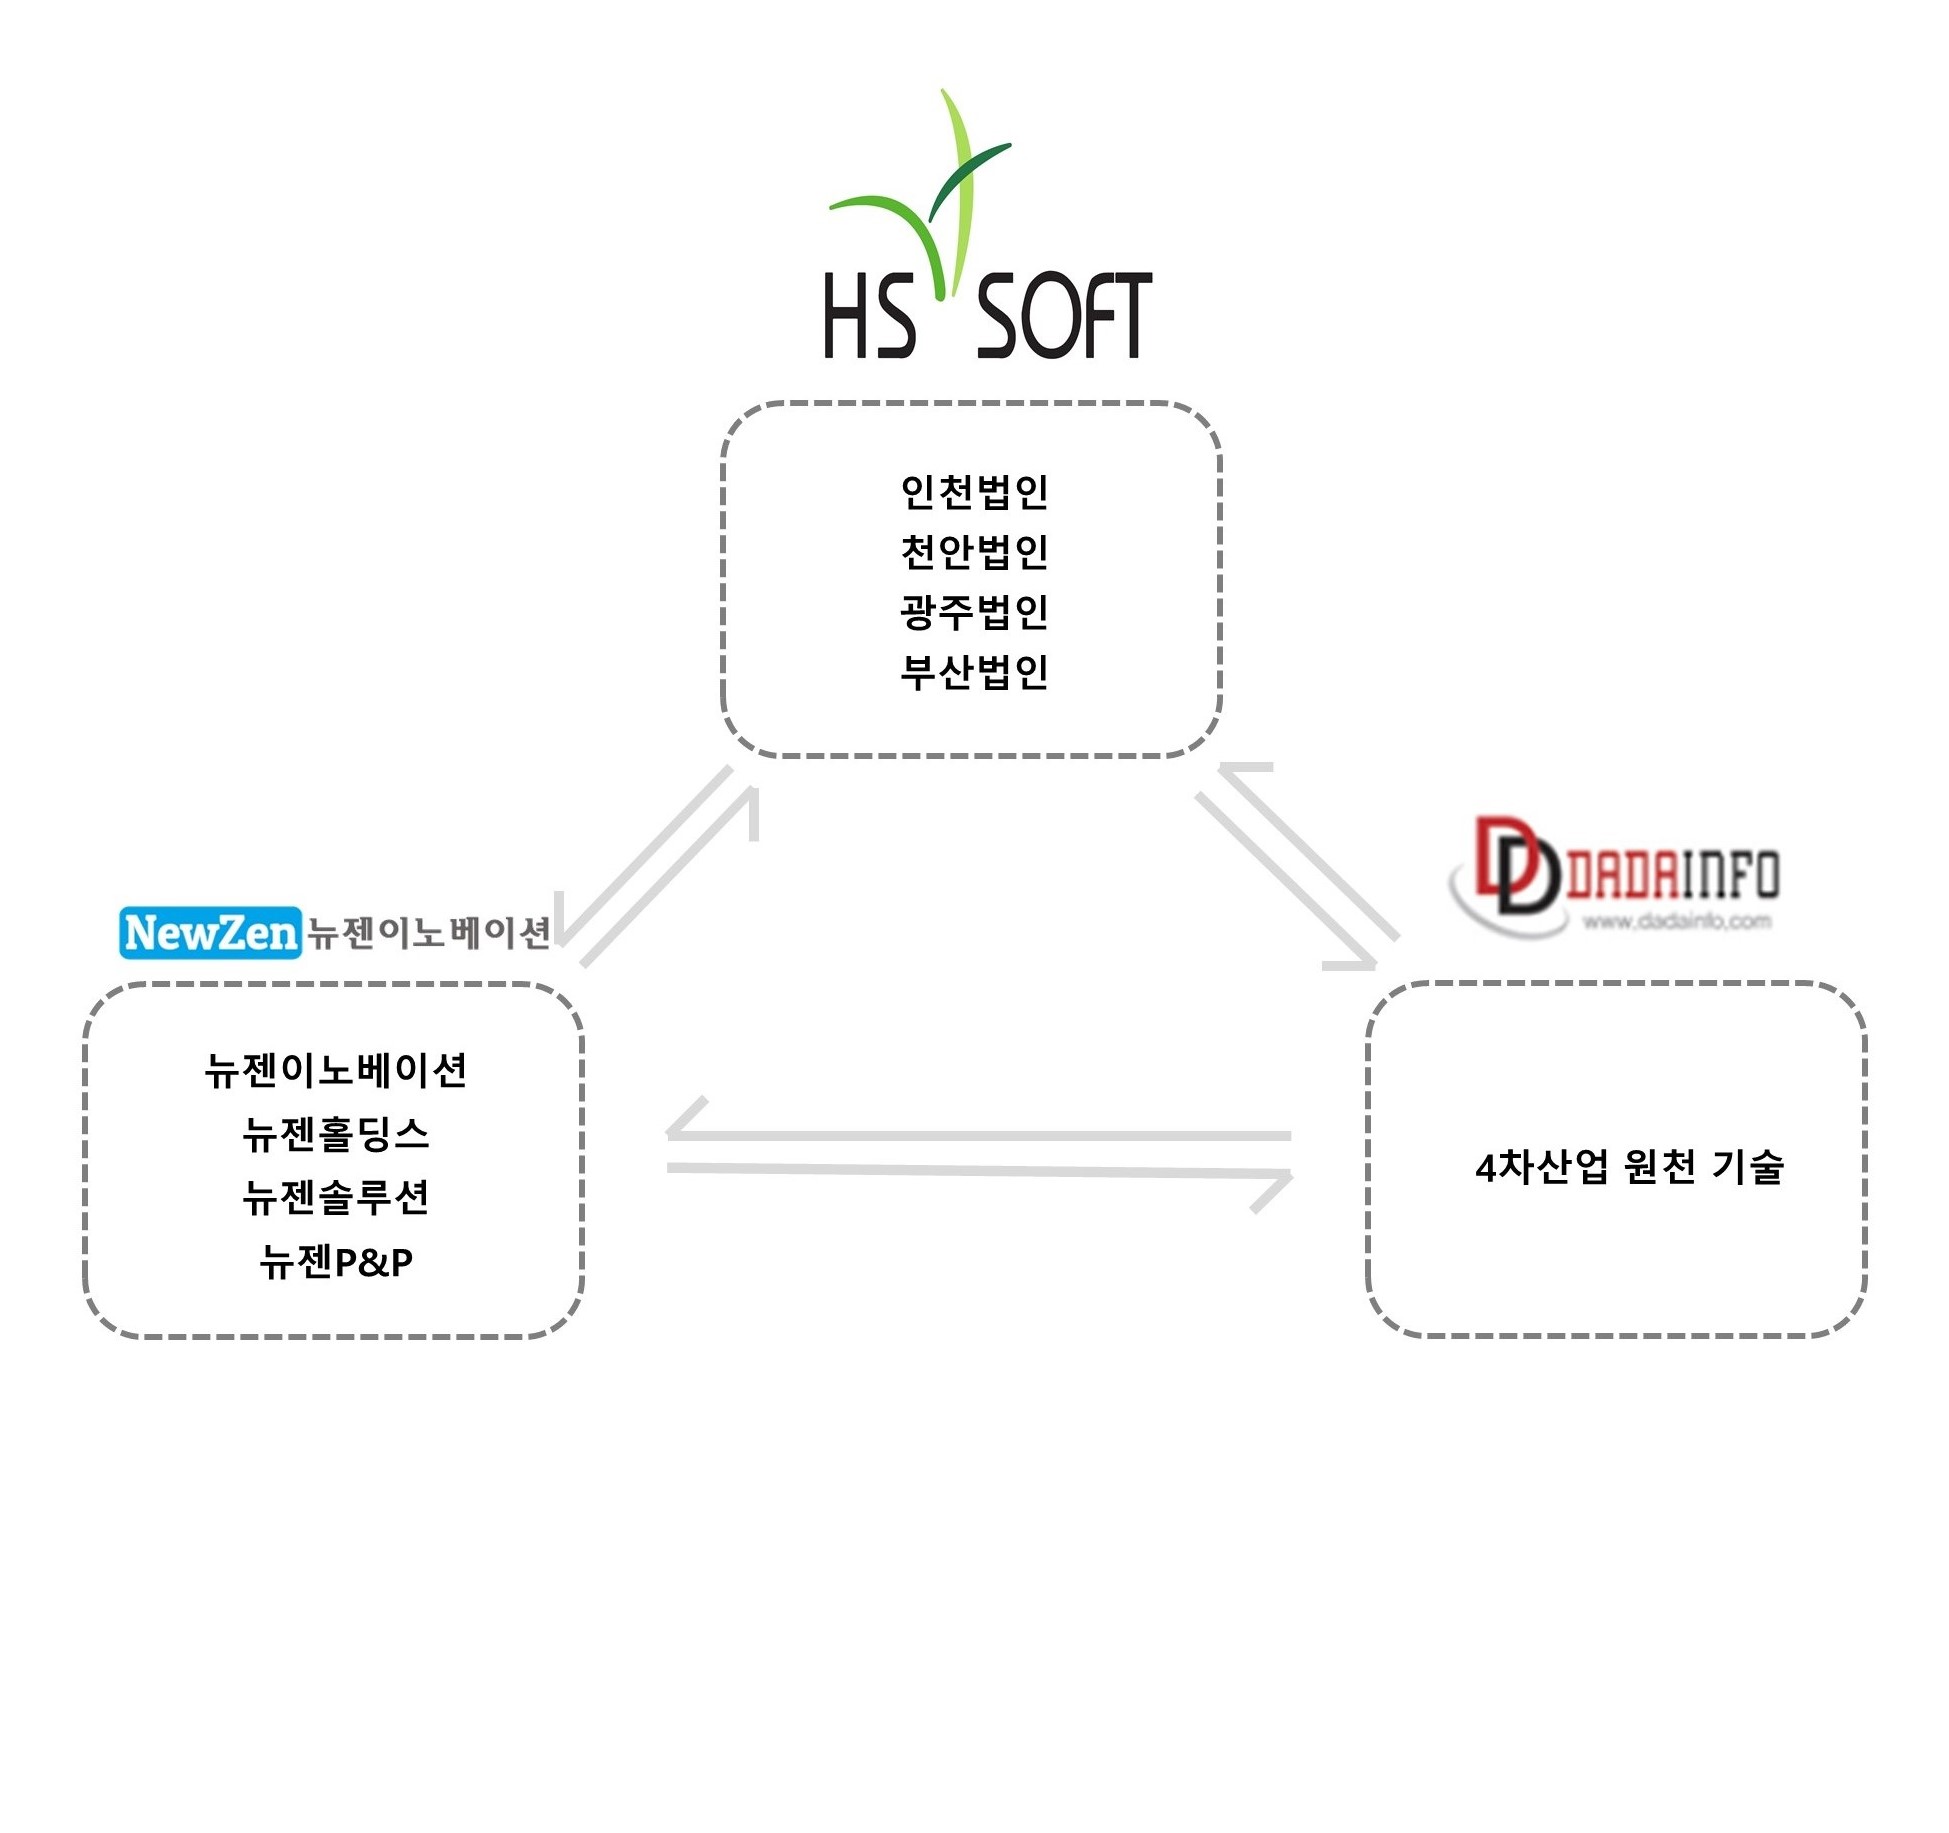 HS SOFT
인천법인
천안법인
광주법인
부산법인
DD DADAINFO
www.dadainfo.com
NewZen 뉴젠이노베이션
뉴젠이노베이션
뉴젠홀딩스
뉴젠솔루션
뉴젠P&P
4차산업 원천 기술